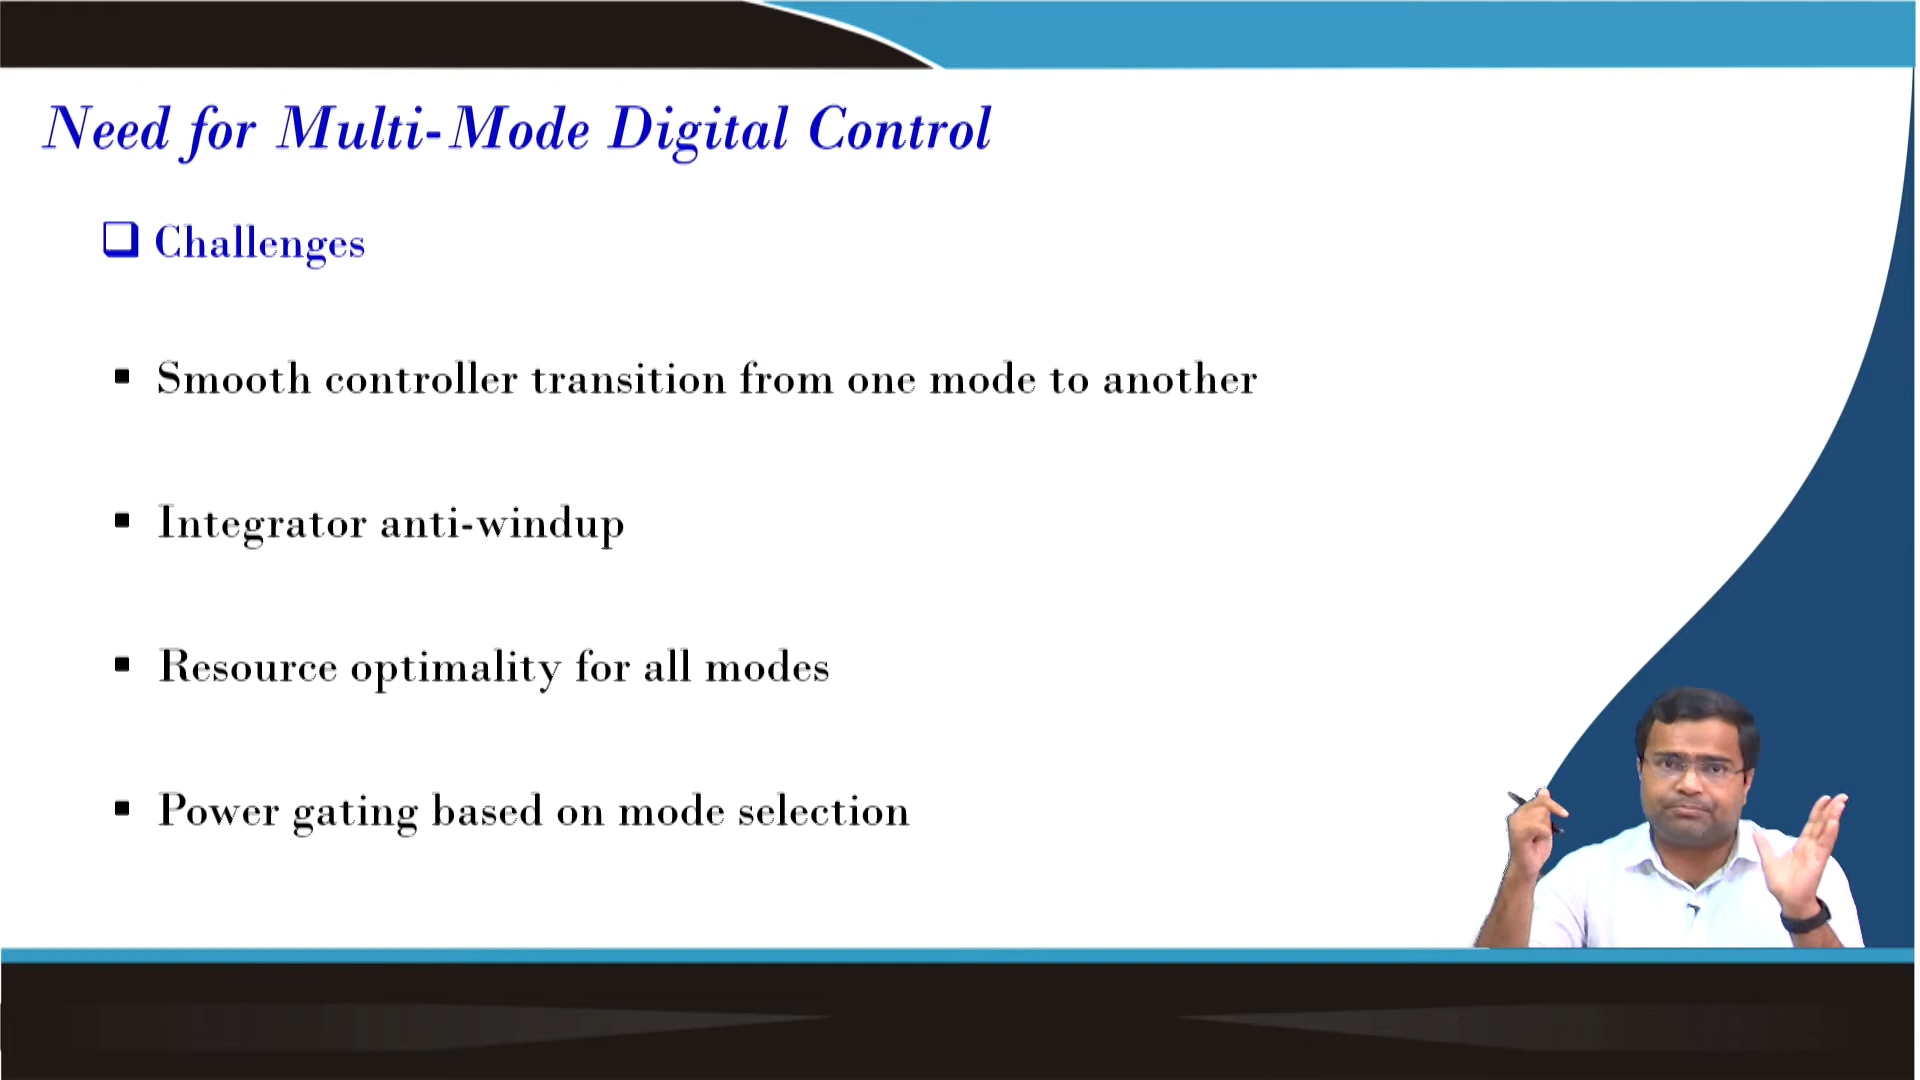 Need for Multi-Mode Digital Control
Challenges
Smooth controller transition from one mode to another
Integrator anti-windup
Resource optimality for all modes
Power gating based on mode selection